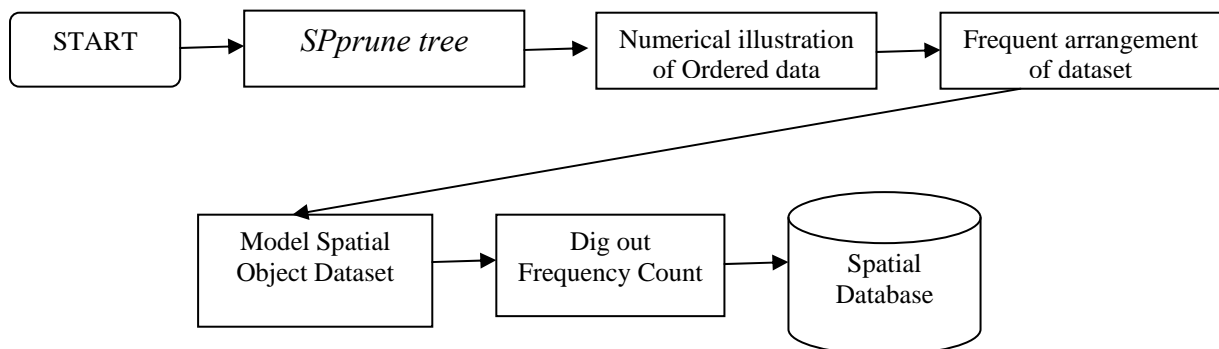 START
SPprune tree
Numerical illustration
of Ordered data
Frequent arrangement
of dataset
Model Spatial
Object Dataset
Dig out
Frequency Count
Spatial
Database